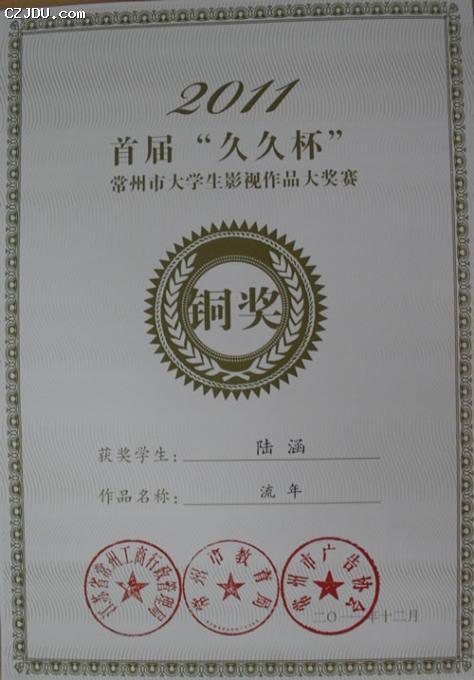 CZJDU.com
2011
首届“久久杯”
常州市大学生影视作品大奖赛
铜奖
获奖学生：陆涵
作品名称：流年
江苏省常州工商行政管理局
常州市教育局
常州市广告协会
二〇一一年十二月